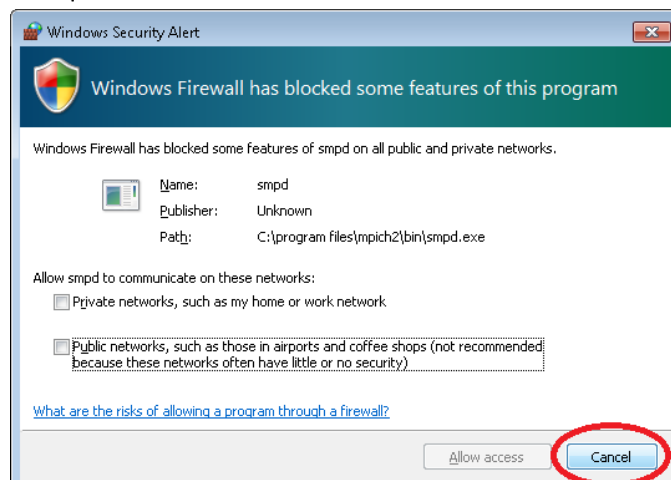 Windows Security Alert
Windows Firewall has blocked some features of this program
Windows Firewall has blocked some features of smpd on all public and private networks.
Name: smpd
Publisher: Unknown
Path: C:\program files\mpich2\bin\smpd.exe
Allow smpd to communicate on these networks:
Private networks, such as my home or work network
Public networks, such as those in airports and coffee shops (not recommended
because these networks often have little or no security)
What are the risks of allowing a program through a firewall?
Allow access Cancel